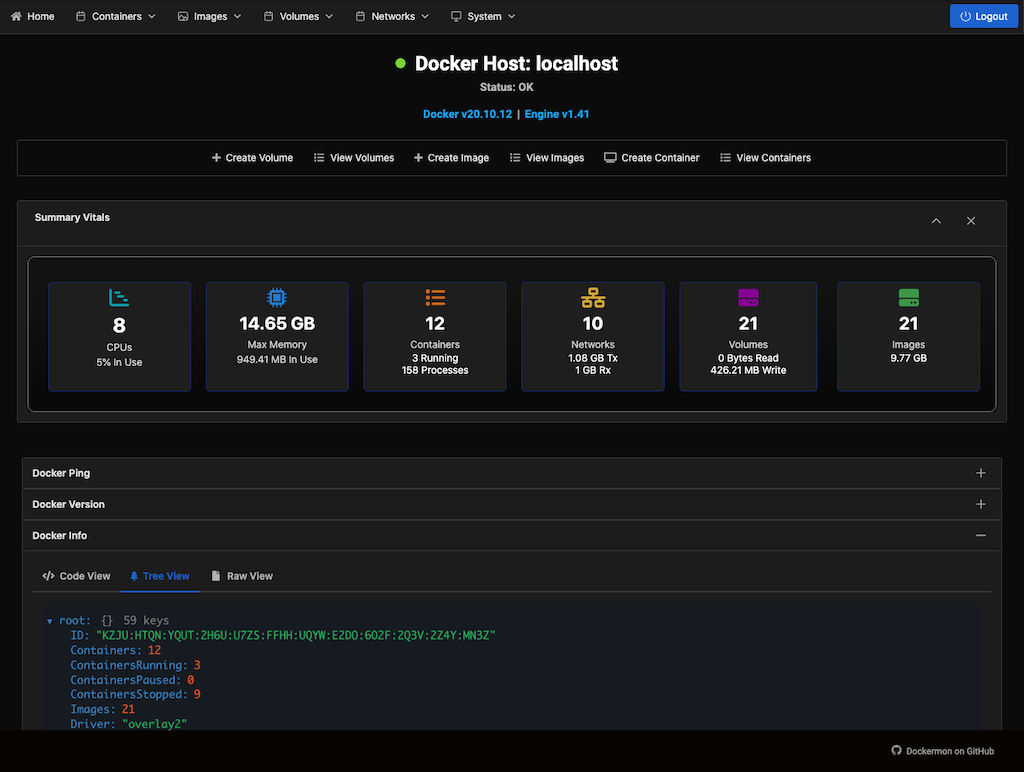 Home Containers Images Volumes Networks System Logout
Docker Host: localhost
Status: OK
Docker v20.10.12 | Engine v1.41
Create Volume View Volumes Create Image View Images Create Container View Containers
Summary Vitals
8
CPUs
5% In Use
14.65 GB
Max Memory
949.41 MB In Use
12
Containers
3 Running
158 Processes
10
Networks
1.08 GB Tx
1 GB Rx
21
Volumes
0 Bytes Read
426.21 MB Write
21
Images
9.77 GB
Docker Ping
Docker Version
Docker Info
Code View Tree View Raw View
root: {} 59 keys
ID: "KZJU:HTQN:YQUT:2H6U:U7ZS:FFHH:UQYW:E2DO:6O2F:2Q3V:2Z4Y:MN3Z"
Containers: 12
ContainersRunning: 3
ContainersPaused: 0
ContainersStopped: 9
Images: 21
Driver: "overlay2"
Dockermon on GitHub